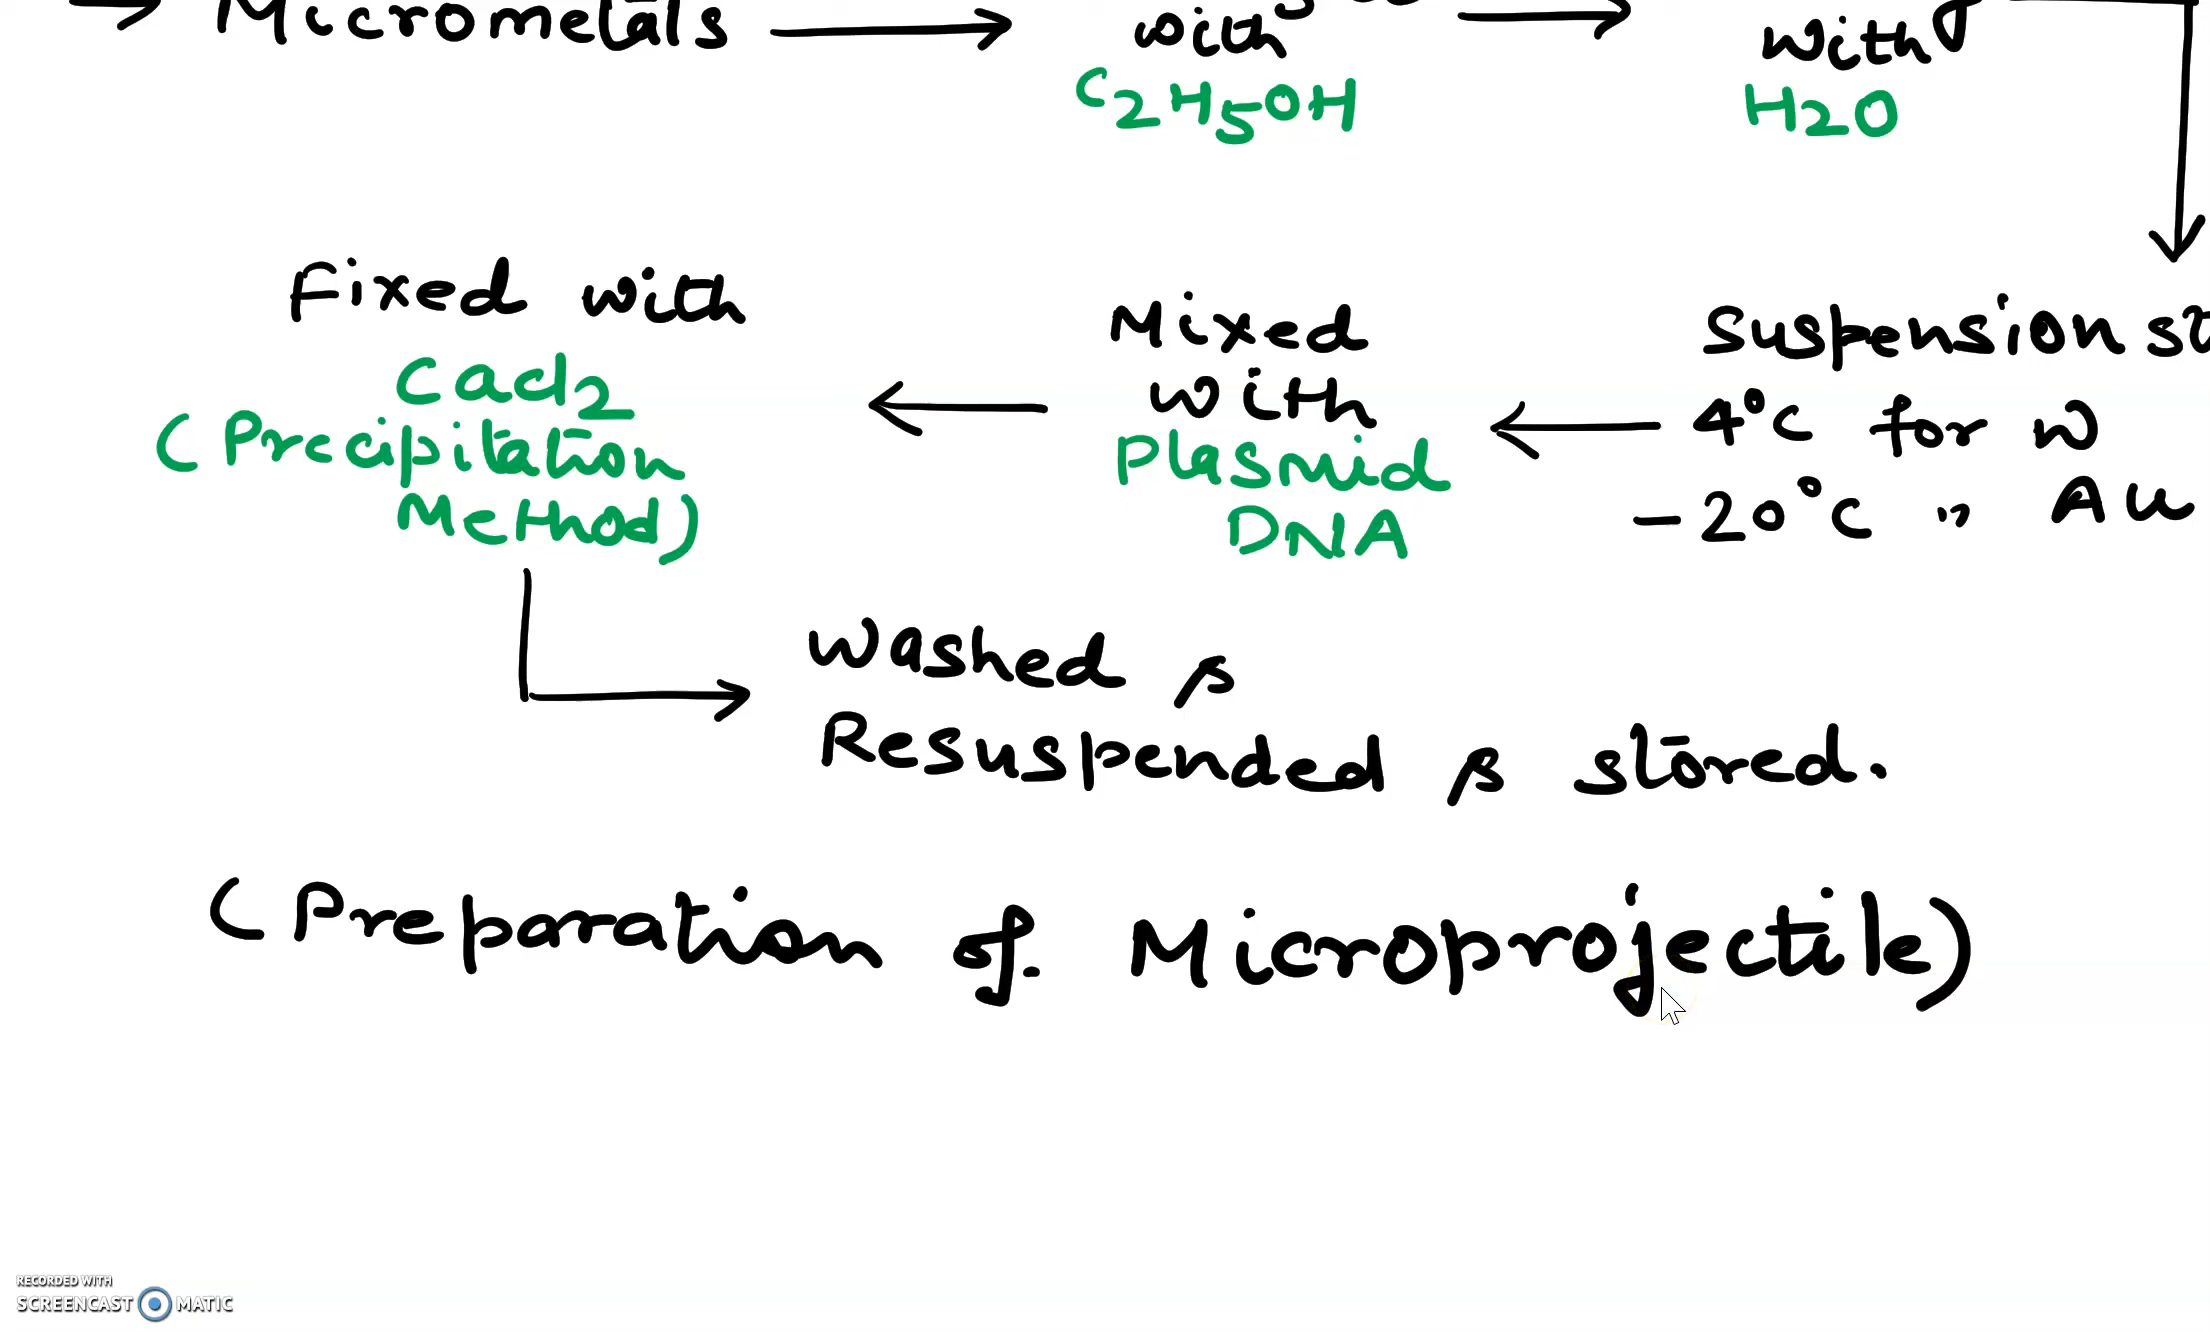 Micrometals
with
with
C2H5OH
H2O
Fixed with
Cacl2
(Precipitation
Method)
Mixed
with
Plasmid
DNA
Suspension
4°C for W
-20°C " Au
Washed &
Resuspended & stored.
(Preparation of Microprojectile)
RECORDED WITH
SCREENCAST MATIC